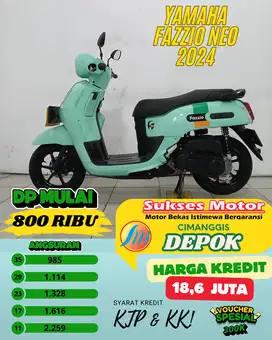 YAMAHA
FAZZIO NEO
2024
Fazzio
DP MULAI
800 RIBU
Sukses Motor
Motor Bekas Istimewa Bergaransi
CIMANGGIS
DEPOK
ANGSURAN
35 985
29 1.114
23 1.328
17 1.616
11 2.259
HARGA KREDIT
18,6 JUTA
SYARAT KREDIT
KTP & KK!
VOUCHER
SPESIAL
300K